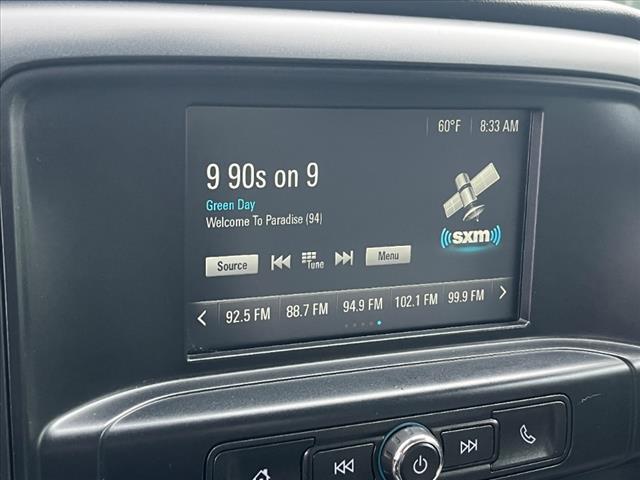 60°F 8:33 AM
9 90s on 9
Green Day
Welcome To Paradise (94)
sxm
Source Tune Menu
92.5 FM 88.7 FM 94.9 FM 102.1 FM 99.9 FM